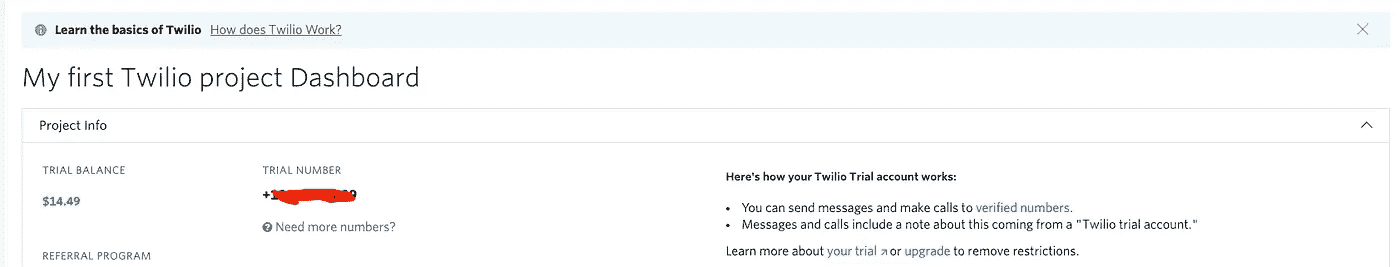 Learn the basics of Twilio How does Twilio Work?
My first Twilio project Dashboard
Project Info
TRIAL BALANCE
$14.49
TRIAL NUMBER
Need more numbers?
REFERRAL PROGRAM
Here's how your Twilio Trial account works:
• You can send messages and make calls to verified numbers.
• Messages and calls include a note about this coming from a "Twilio trial account."
Learn more about your trial ↗ or upgrade to remove restrictions.